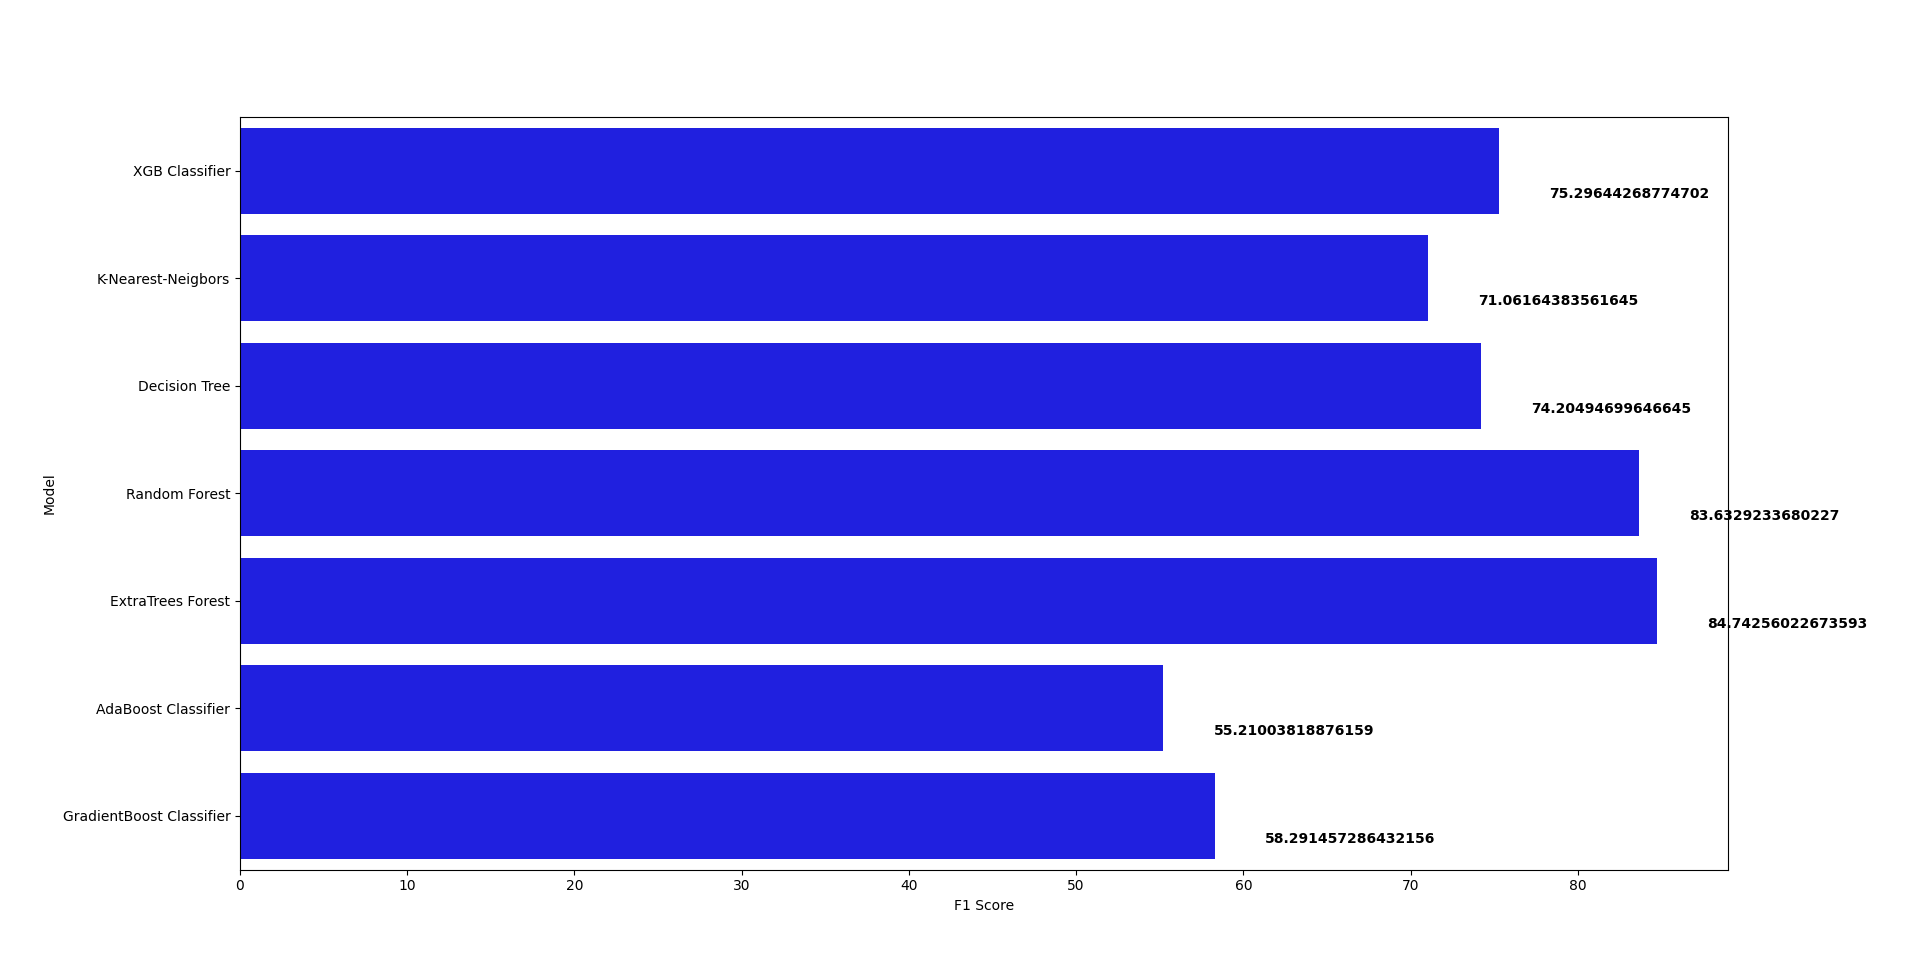 XGB Classifier
75.29644268774702
K-Nearest-Neigbors
71.06164383561645
Decision Tree
74.20494699646645
Random Forest
83.6329233680227
ExtraTrees Forest
84.74256022673593
AdaBoost Classifier
55.21003818876159
GradientBoost Classifier
58.291457286432156
Model
0 10 20 30 40 50 60 70 80
F1 Score